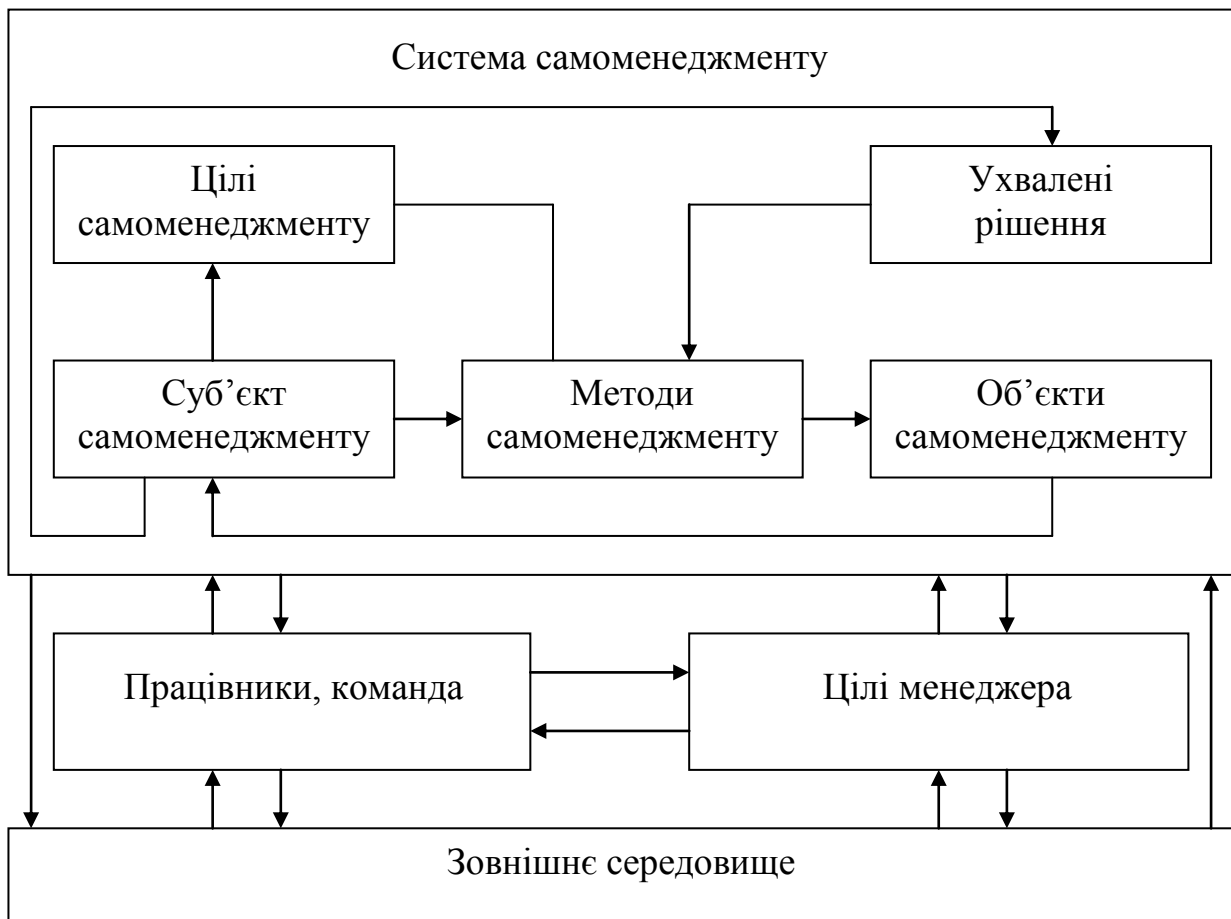 Система самоменеджменту
Цілі
самоменеджменту
Ухвалені
рішення
Суб’єкт
самоменеджменту
Методи
самоменеджменту
Об’єкти
самоменеджменту
Працівники, команда
Цілі менеджера
Зовнішнє середовище